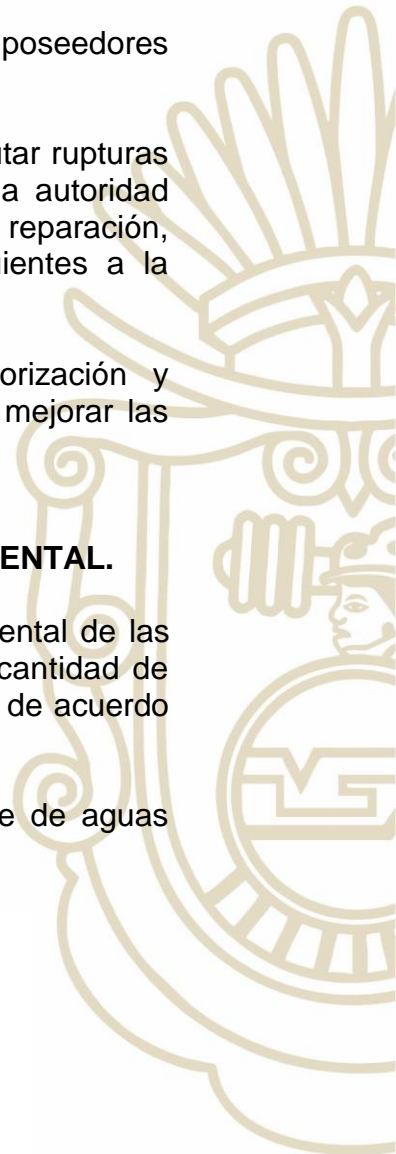 poseedores
tar rupturas
a autoridad
reparación,
uientes a la
orización y
mejorar las
ENTAL.
ental de las
cantidad de
de acuerdo
e de aguas